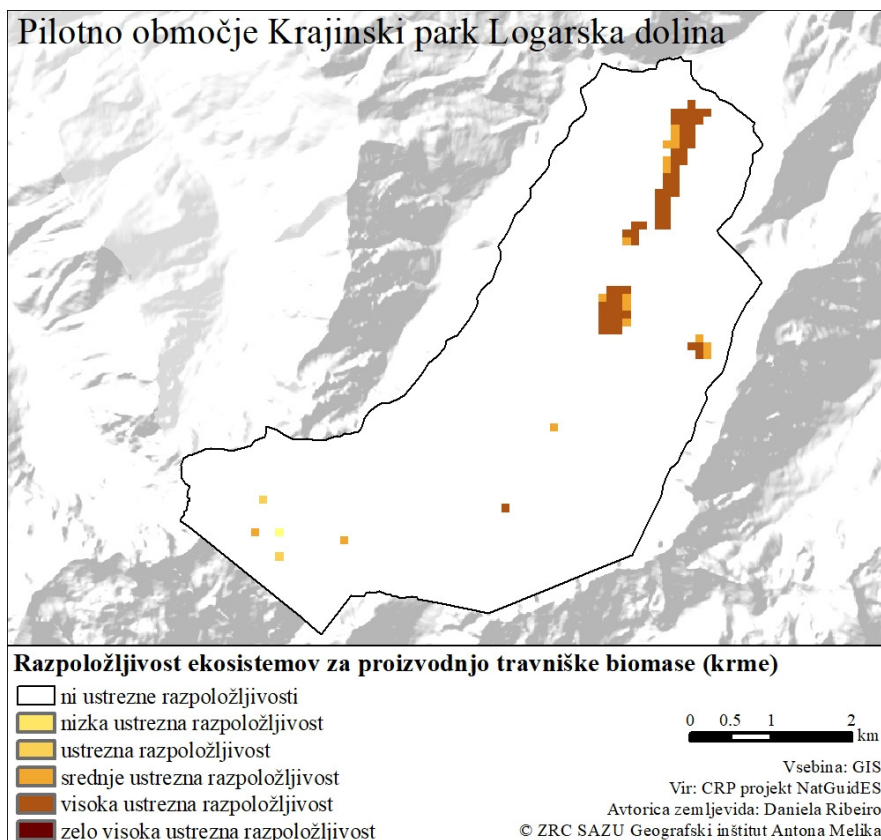 Pilotno območje Krajinski park Logarska dolina
Razpoložljivost ekosistemov za proizvodnjo travniške biomase (krme)
ni ustrezne razpoložljivosti
nizka ustrezna razpoložljivost
ustrezna razpoložljivost
srednje ustrezna razpoložljivost
visoka ustrezna razpoložljivost
zelo visoka ustrezna razpoložljivost
0 0.5 1 2
km
Vsebina: GIS
Vir: CRP projekt NatGuidES
Avtorica zemljevida: Daniela Ribeiro
© ZRC SAZU Geografski inštitut Antona Melika